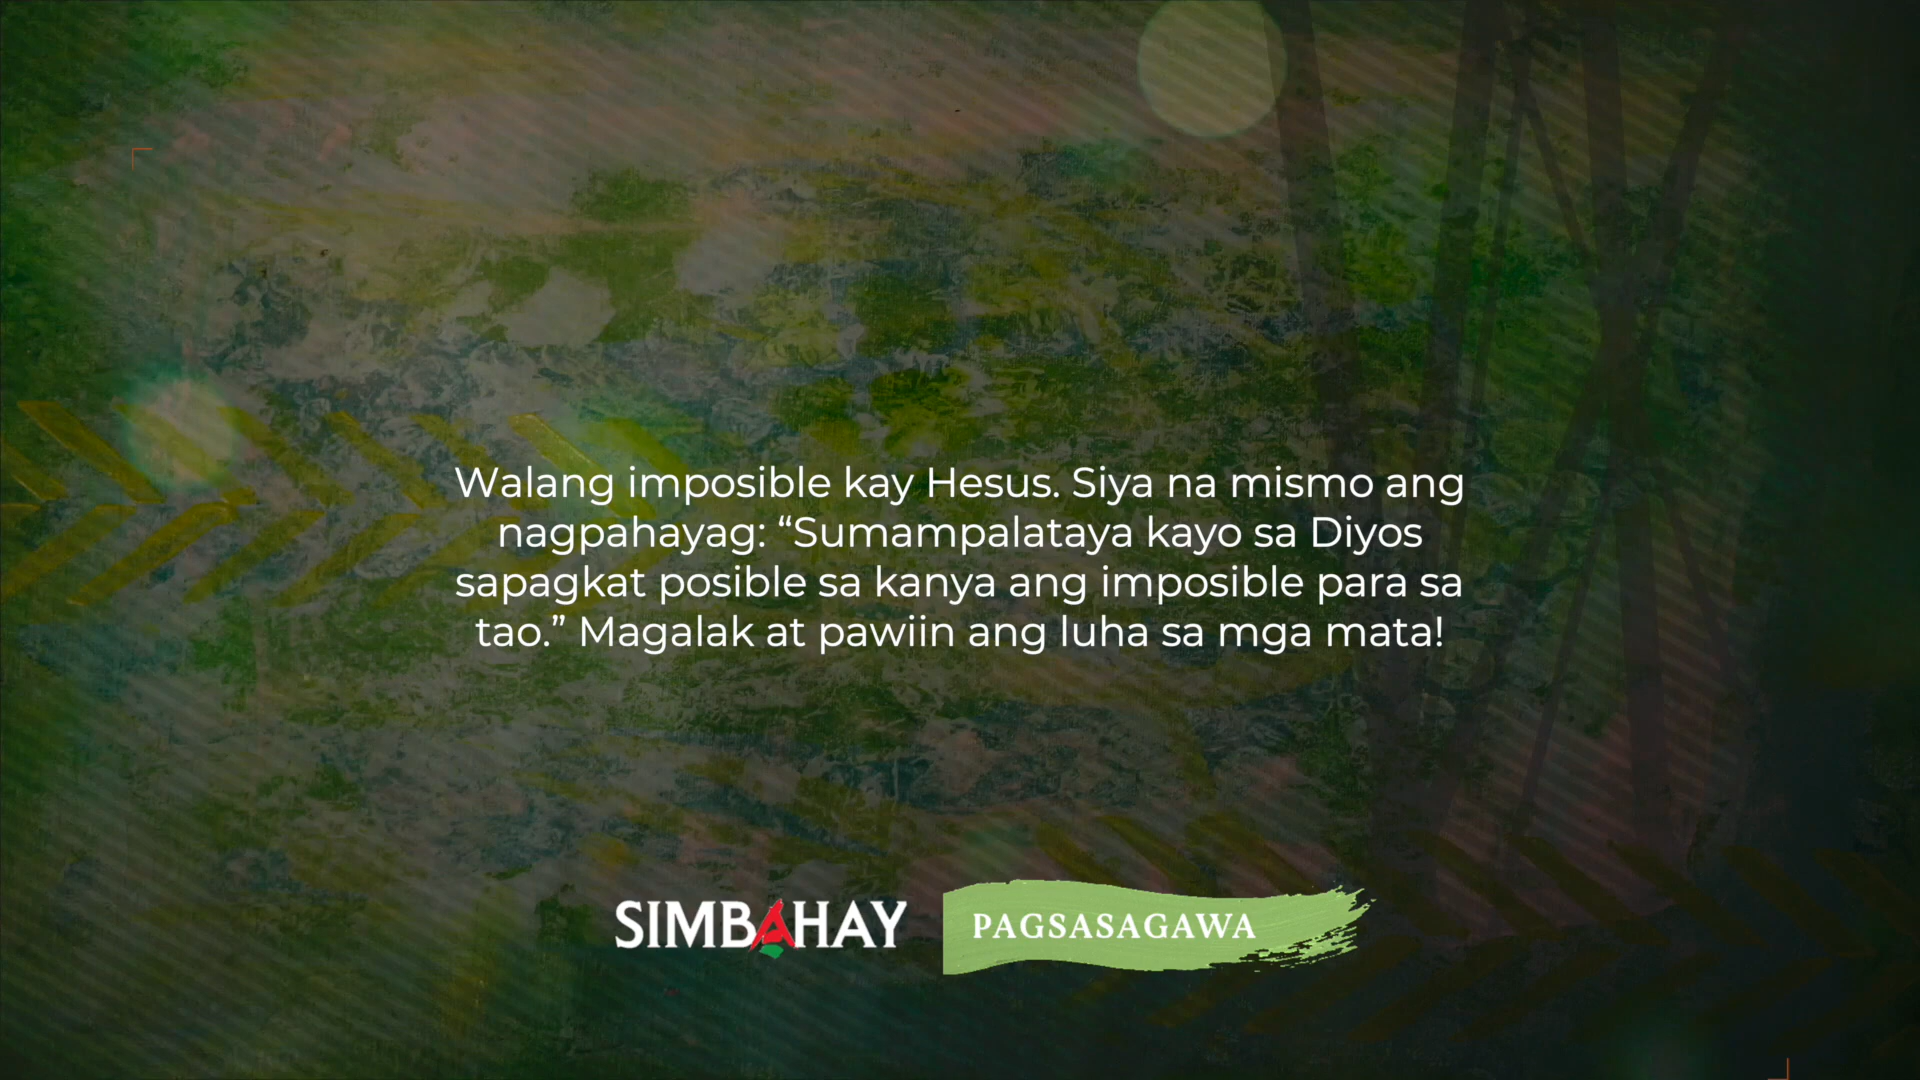 Walang imposible kay Hesus. Siya na mismo ang
nagpahayag: “Sumampalataya kayo sa Diyos
sapagkat posible sa kanya ang imposible para sa
tao.” Magalak at pawiin ang luha sa mga mata!
SIMBAHAY
PAGSASAGAWA